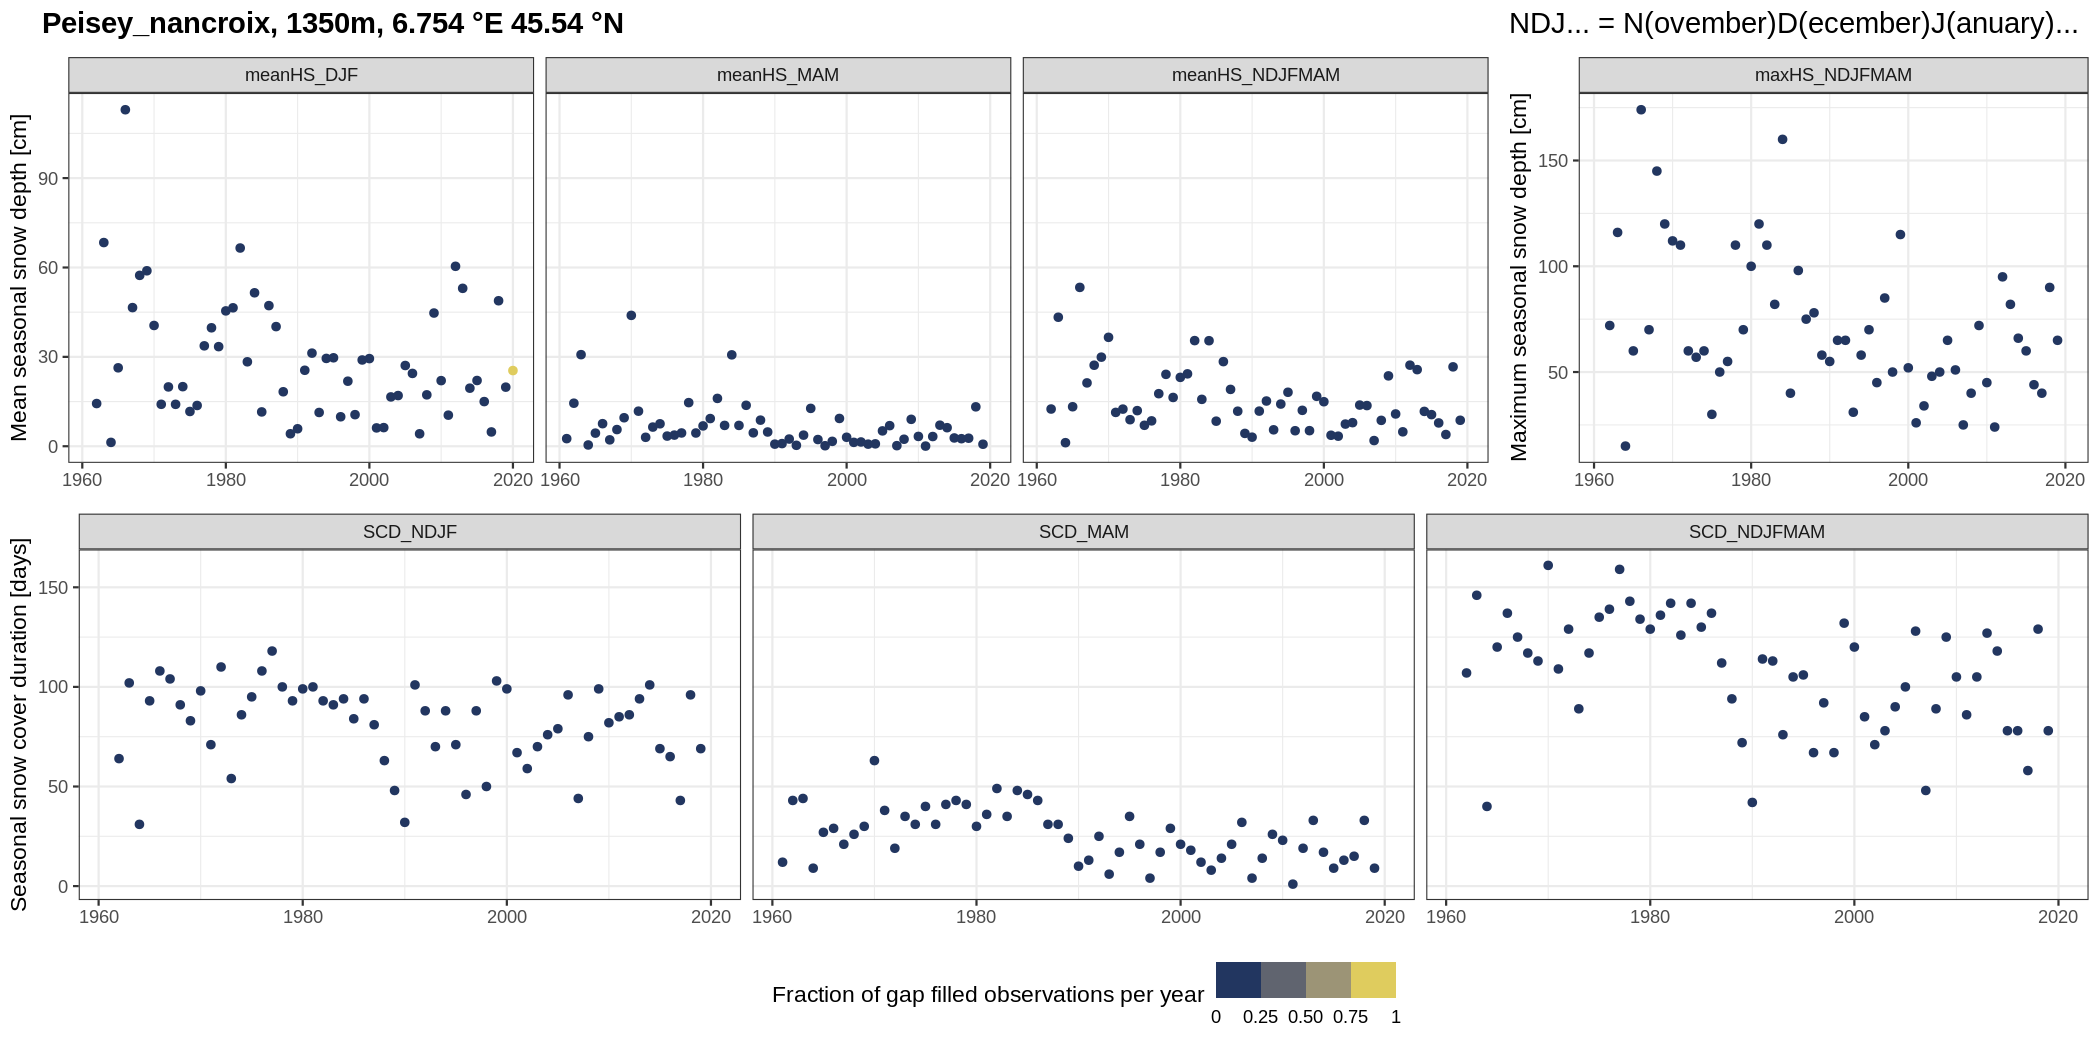 Peisey_nancroix, 1350m, 6.754 °E 45.54 °N
NDJ... = N(ovember)D(ecember)J(anuary)...
meanHS_DJF
meanHS_MAM
meanHS_NDJFMAM
maxHS_NDJFMAM
Mean seasonal snow depth [cm]
90
60
30
0
1960 1980 2000 2020
1960 1980 2000 2020
1960 1980 2000 2020
Maximum seasonal snow depth [cm]
150
100
50
1960 1980 2000 2020
SCD_NDJF
SCD_MAM
SCD_NDJFMAM
Seasonal snow cover duration [days]
150
100
50
0
1960 1980 2000 2020
1960 1980 2000 2020
1960 1980 2000 2020
Fraction of gap filled observations per year
0 0.25 0.50 0.75 1